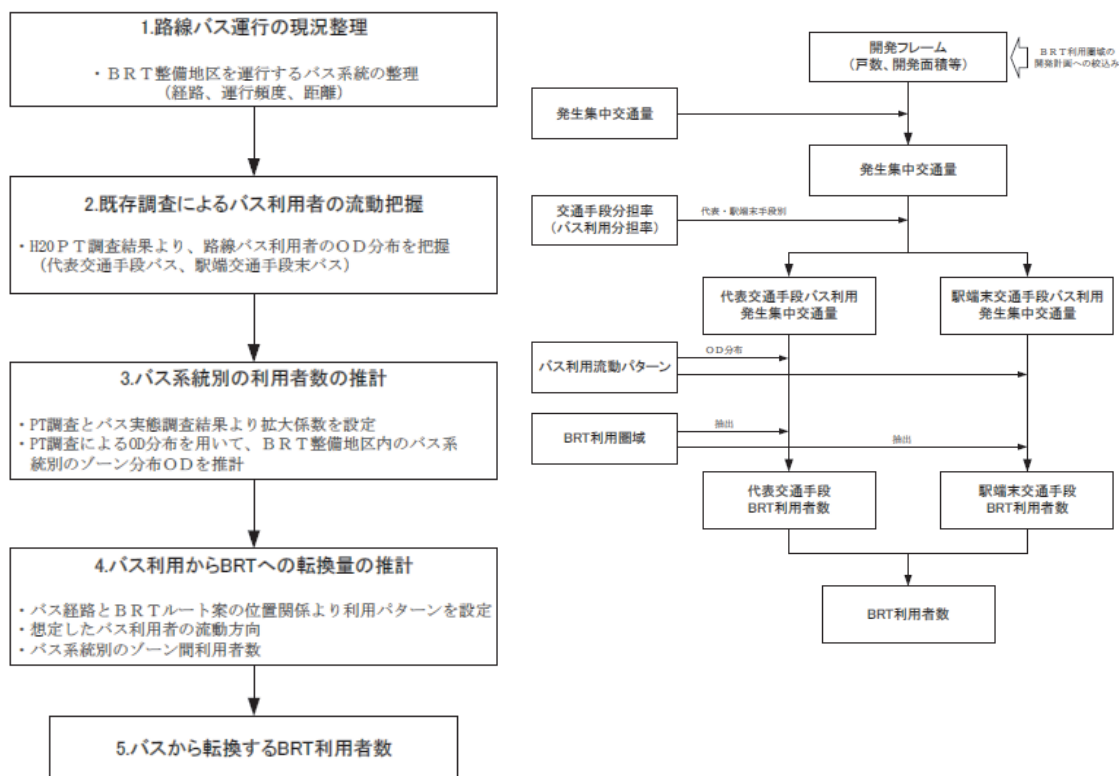 1.路線バス運行の現況整理
・ＢＲＴ整備地区を運行するバス系統の整理
（経路、運行頻度、距離）
2.既存調査によるバス利用者の流動把握
・H20ＰＴ調査結果より、路線バス利用者のＯＤ分布を把握
（代表交通手段バス、駅端交通手段末バス）
3.バス系統別の利用者数の推計
・PT調査とバス実態調査結果より拡大係数を設定
・PT調査によるOD分布を用いて、ＢＲＴ整備地区内のバス系
統別のゾーン分布ＯＤを推計
4.バス利用からBRTへの転換量の推計
・バス経路とＢＲＴルート案の位置関係より利用パターンを設定
・想定したバス利用者の流動方向
・バス系統別のゾーン間利用者数
5.バスから転換するBRT利用者数
開発フレーム
（戸数、開発面積等）
ＢＲＴ利用圏域の
開発計画への絞込み
発生集中交通量
発生集中交通量
交通手段分担率
（バス利用分担率）
代表・駅端末手段別
代表交通手段バス利用
発生集中交通量
駅端末交通手段バス利用
発生集中交通量
バス利用流動パターン
ＯＤ分布
BRT利用圏域
抽出
抽出
代表交通手段
BRT利用者数
駅端末交通手段
BRT利用者数
BRT利用者数